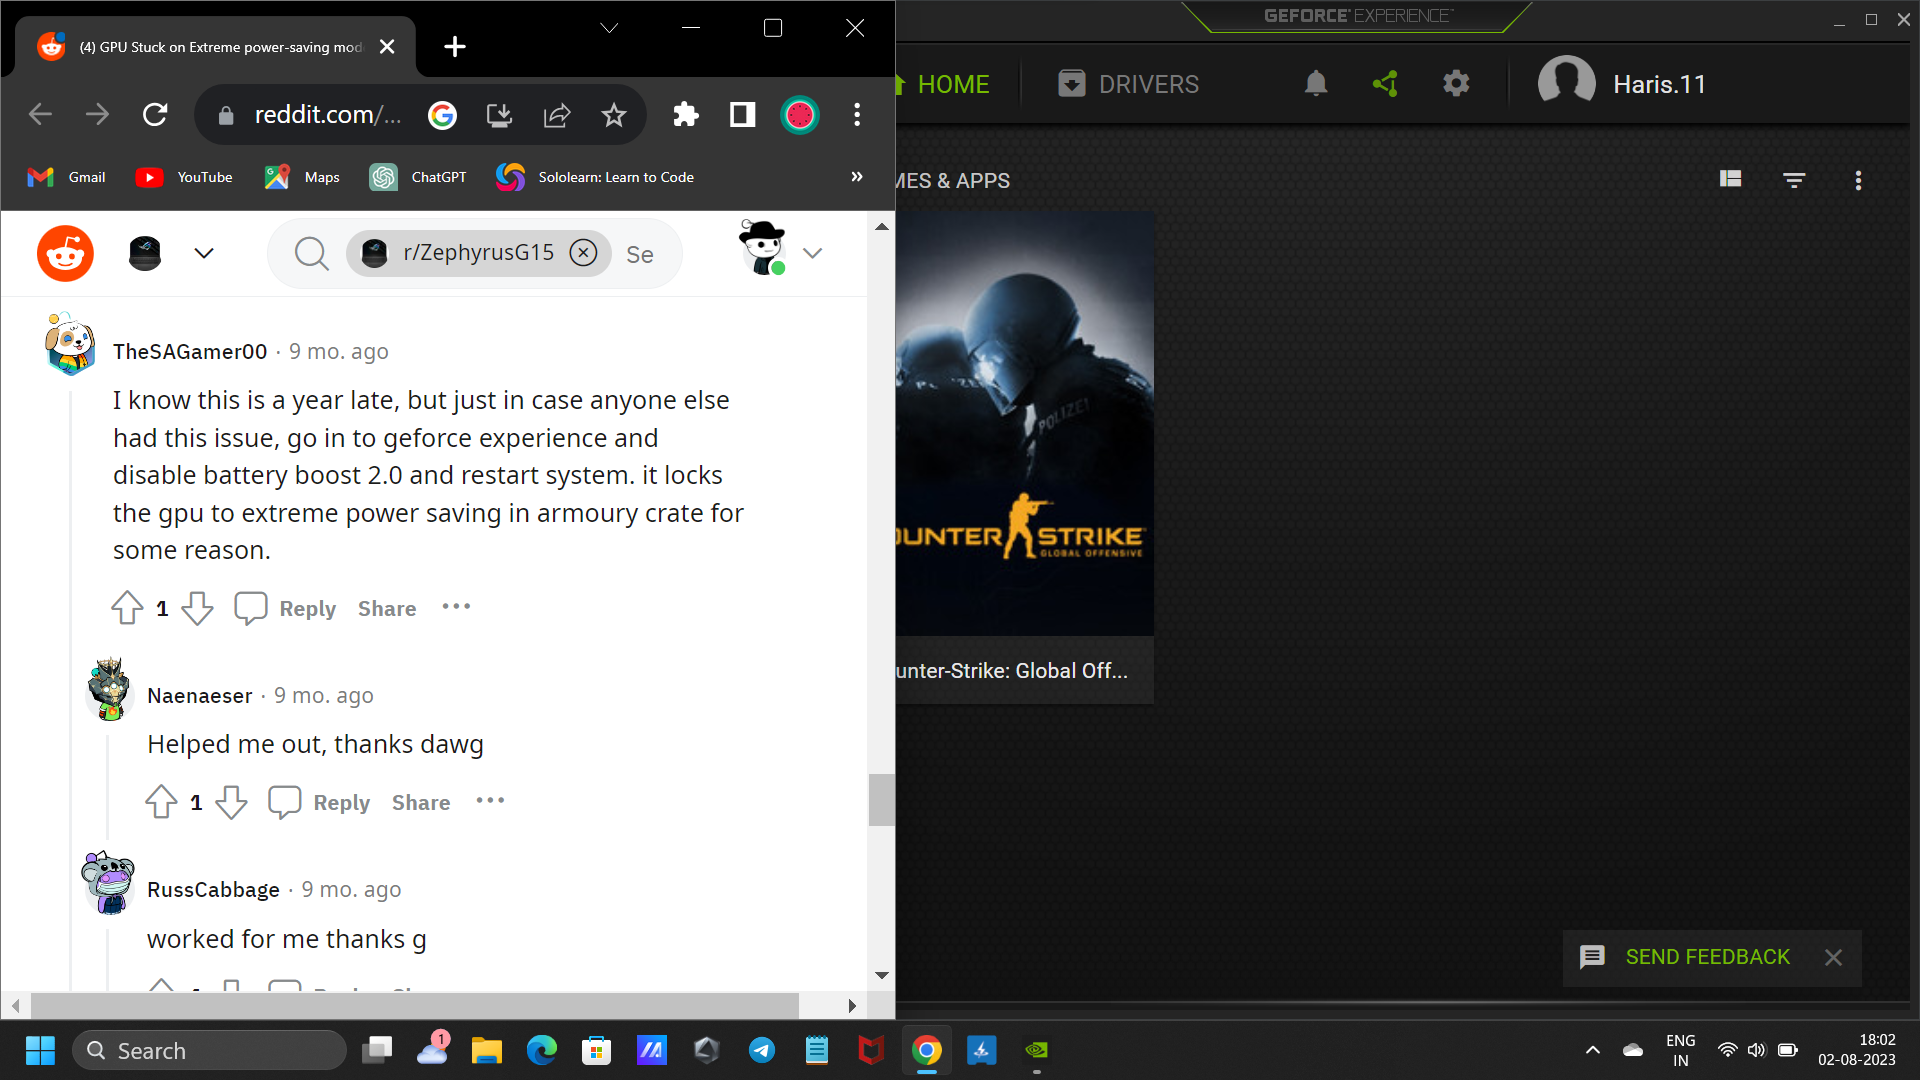 (4) GPU Stuck on Extreme power-saving mod
reddit.com/...
Gmail
YouTube
Maps
ChatGPT
Sololearn: Learn to Code
»
r/ZephyrusG15
Se
TheSAGamer00 · 9 mo. ago
I know this is a year late, but just in case anyone else
had this issue, go in to geforce experience and
disable battery boost 2.0 and restart system. it locks
the gpu to extreme power saving in armoury crate for
some reason.
1
Reply
Share
Naenaeser · 9 mo. ago
Helped me out, thanks dawg
1
Reply
Share
RussCabbage · 9 mo. ago
worked for me thanks g
GEFORCE EXPERIENCE
HOME
DRIVERS
Haris.11
MES & APPS
POLIZEI
OUNTER STRIKE
GLOBAL OFFENSIVE
unter-Strike: Global Off...
SEND FEEDBACK
Search
1
ENG
IN
18:02
02-08-2023